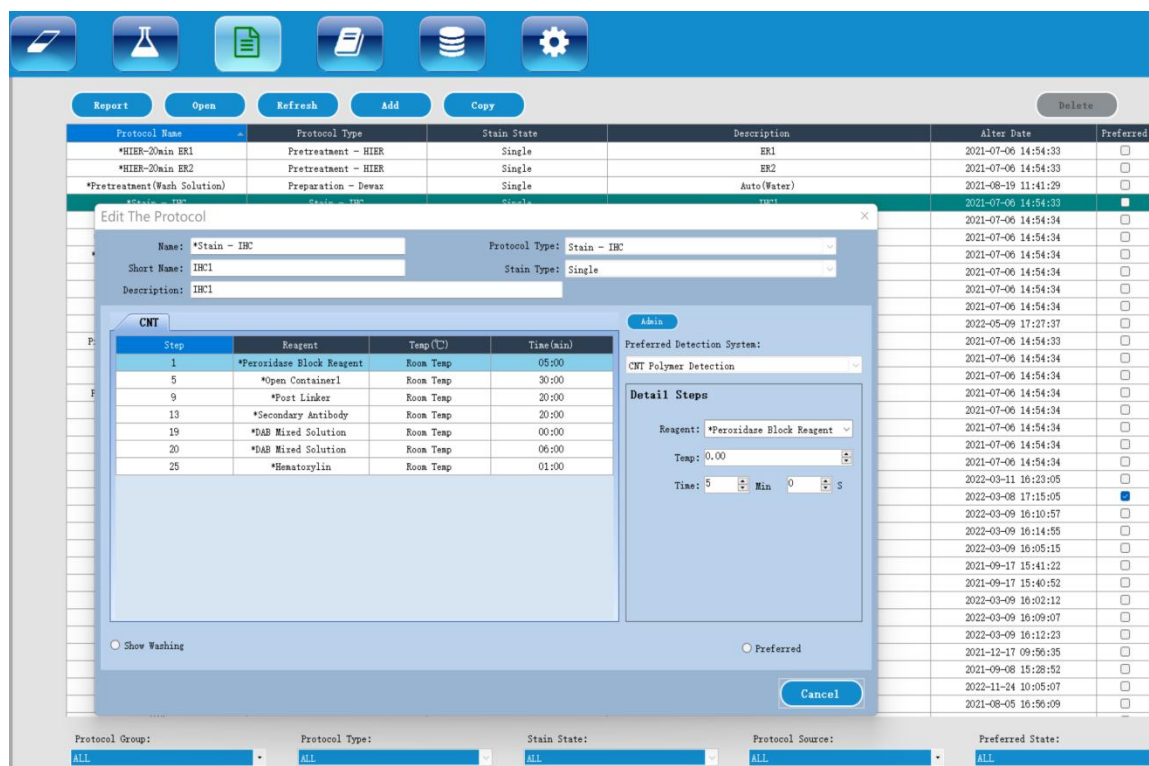 Report Open Refresh Add Copy Delete
Protocol Name Protocol Type Stain State Description Alter Date Preferred
*HIER-20min ER1 Pretreatment - HIER Single ER1 2021-07-06 14:54:33
*HIER-20min ER2 Pretreatment - HIER Single ER2 2021-07-06 14:54:33
*Pretreatment(Wash Solution) Preparation - Dewax Single Auto(Water) 2021-08-19 11:41:29
*Stain - IHC Stain - IHC Single IHC1 2021-07-06 14:54:33
Edit The Protocol 2021-07-06 14:54:34
2021-07-06 14:54:34
Name: *Stain - IHC Protocol Type: Stain - IHC 2021-07-06 14:54:34
Short Name: IHC1 Stain Type: Single 2021-07-06 14:54:34
Description: IHC1 2021-07-06 14:54:34
2021-07-06 14:54:34
CNT Admin 2022-05-09 17:27:37
Step Reagent Temp(℃) Time(min) Preferred Detection System: 2021-07-06 14:54:33
1 *Peroxidase Block Reagent Room Temp 05:00 CNT Polymer Detection 2021-07-06 14:54:34
5 *Open Container1 Room Temp 30:00 2021-07-06 14:54:34
9 *Post Linker Room Temp 20:00 Detail Steps 2021-07-06 14:54:34
13 *Secondary Antibody Room Temp 20:00 2021-07-06 14:54:34
19 *DAB Mixed Solution Room Temp 00:00 Reagent: *Peroxidase Block Reagent 2021-07-06 14:54:34
20 *DAB Mixed Solution Room Temp 06:00 2021-07-06 14:54:34
25 *Hematoxylin Room Temp 01:00 Temp: 0.00 2021-07-06 14:54:34
2022-03-11 16:23:05
Time: 5 Min 0 S 2022-03-08 17:15:05
2022-03-09 16:10:57
2022-03-09 16:14:55
2022-03-09 16:05:15
2021-09-17 15:41:22
2021-09-17 15:40:52
2022-03-09 16:02:12
2022-03-09 16:09:07
2022-03-09 16:12:23
Show Washing Preferred 2021-12-17 09:56:35
2021-09-08 15:28:52
2022-11-24 10:05:07
Cancel 2021-08-05 16:56:09
Protocol Group: Protocol Type: Stain State: Protocol Source: Preferred State:
ALL ALL ALL ALL ALL